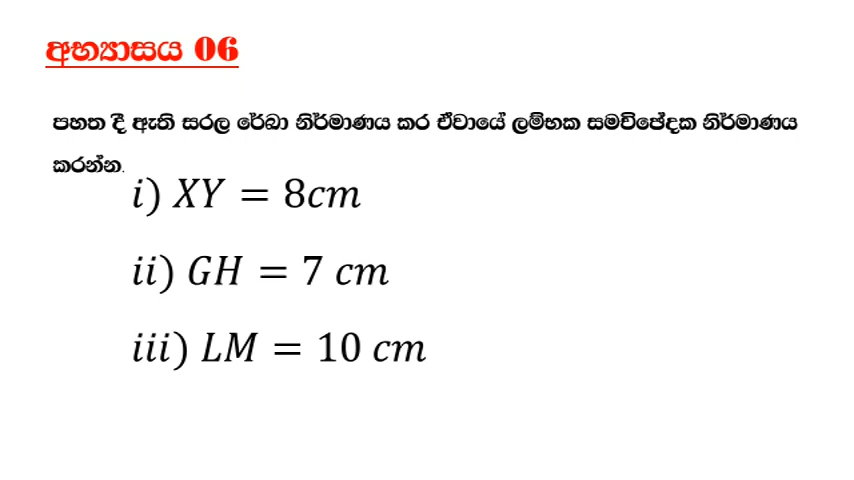 අභ්‍යාසය 06
පහත දී ඇති සරල රේඛා නිර්මාණය කර ඒවායේ ලම්භක සමච්ඡේදක නිර්මාණය
කරන්න.
i) XY = 8cm
ii) GH = 7 cm
iii) LM = 10 cm